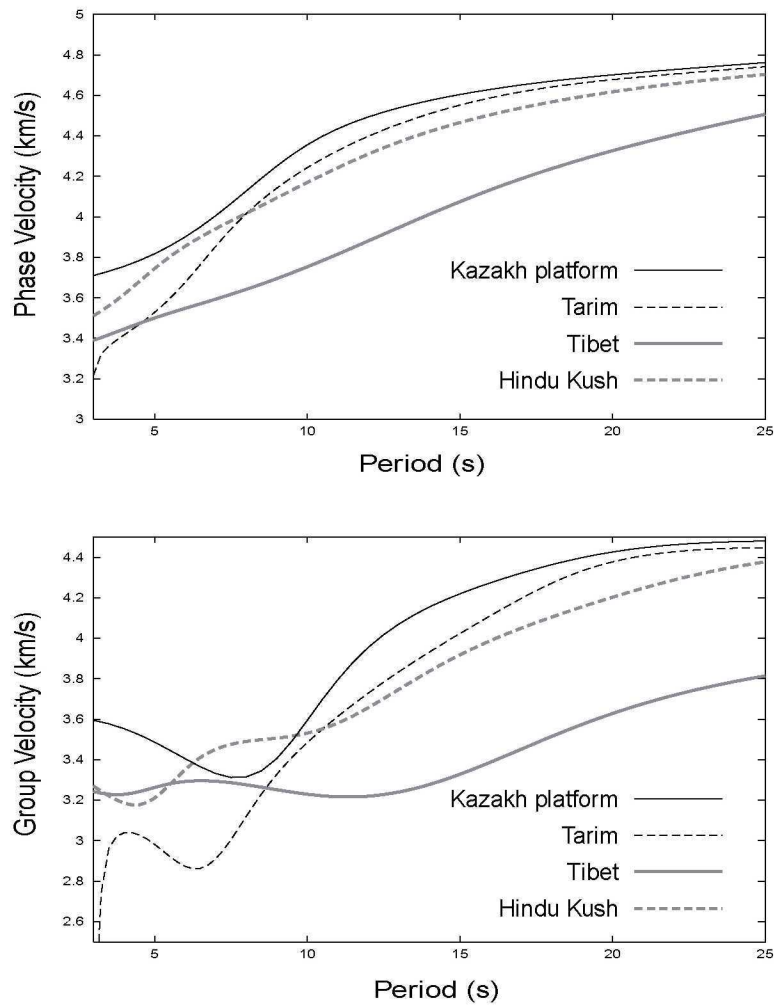 5
4.8
4.6
4.4
4.2
4
3.8
3.6
3.4
3.2
3
Phase Velocity (km/s)
Kazakh platform
Tarim
Tibet
Hindu Kush
5 10 15 20 25
Period (s)
4.4
4.2
4
3.8
3.6
3.4
3.2
3
2.8
2.6
Group Velocity (km/s)
Kazakh platform
Tarim
Tibet
Hindu Kush
5 10 15 20 25
Period (s)